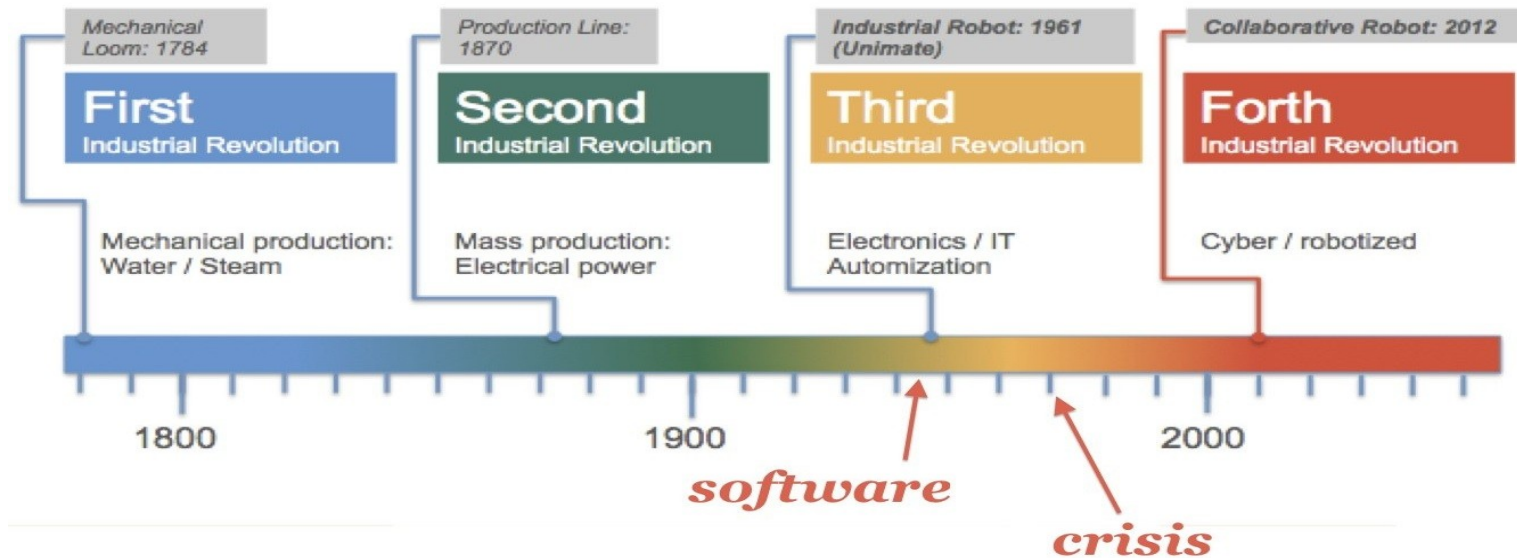 Mechanical
Loom: 1784
First
Industrial Revolution
Mechanical production:
Water / Steam
Production Line:
1870
Second
Industrial Revolution
Mass production:
Electrical power
Industrial Robot: 1961
(Unimate)
Third
Industrial Revolution
Electronics / IT
Automization
Collaborative Robot: 2012
Forth
Industrial Revolution
Cyber / robotized
1800
1900
2000
software
crisis